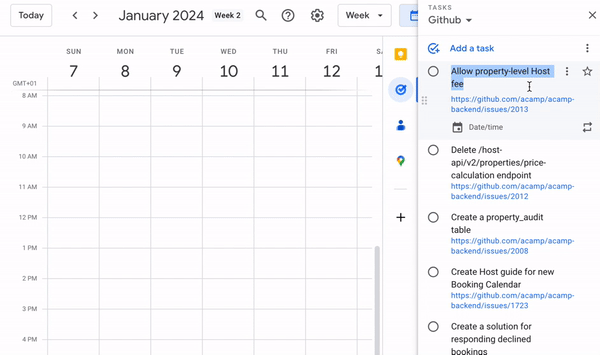 Today
January 2024
Week 2
Week
TASKS
Github
Add a task
SUN
MON
TUE
WED
THU
FRI
SA
7
8
9
10
11
12
1
GMT+01
8 AM
9 AM
10 AM
11 AM
12 PM
1 PM
2 PM
3 PM
4 PM
Allow property-level Host
fee
https://github.com/acamp/acamp-
backend/issues/2013
Date/time
Delete /host-
api/v2/properties/price-
calculation endpoint
https://github.com/acamp/acamp-
backend/issues/2012
Create a property_audit
table
https://github.com/acamp/acamp-
backend/issues/2008
Create Host guide for new
Booking Calendar
https://github.com/acamp/acamp-
backend/issues/1723
Create a solution for
responding declined
bookings